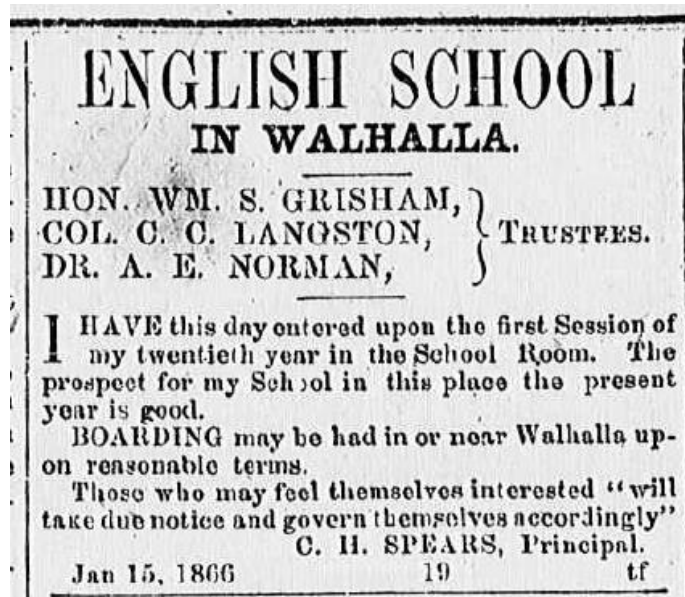 ENGLISH SCHOOL
IN WALHALLA.
HON. WM. S. GRISHAM,
COL. C. C. LANGSTON,
DR. A. E. NORMAN,
} TRUSTEES.
I HAVE this day entered upon the first Session of
my twentieth year in the School Room. The
prospect for my School in this place the present
year is good.
BOARDING may be had in or near Walhalla up-
on reasonable terms.
Those who may feel themselves interested "will
take due notice and govern themselves accordingly"
C. H. SPEARS, Principal.
Jan 15, 1866 19 tf